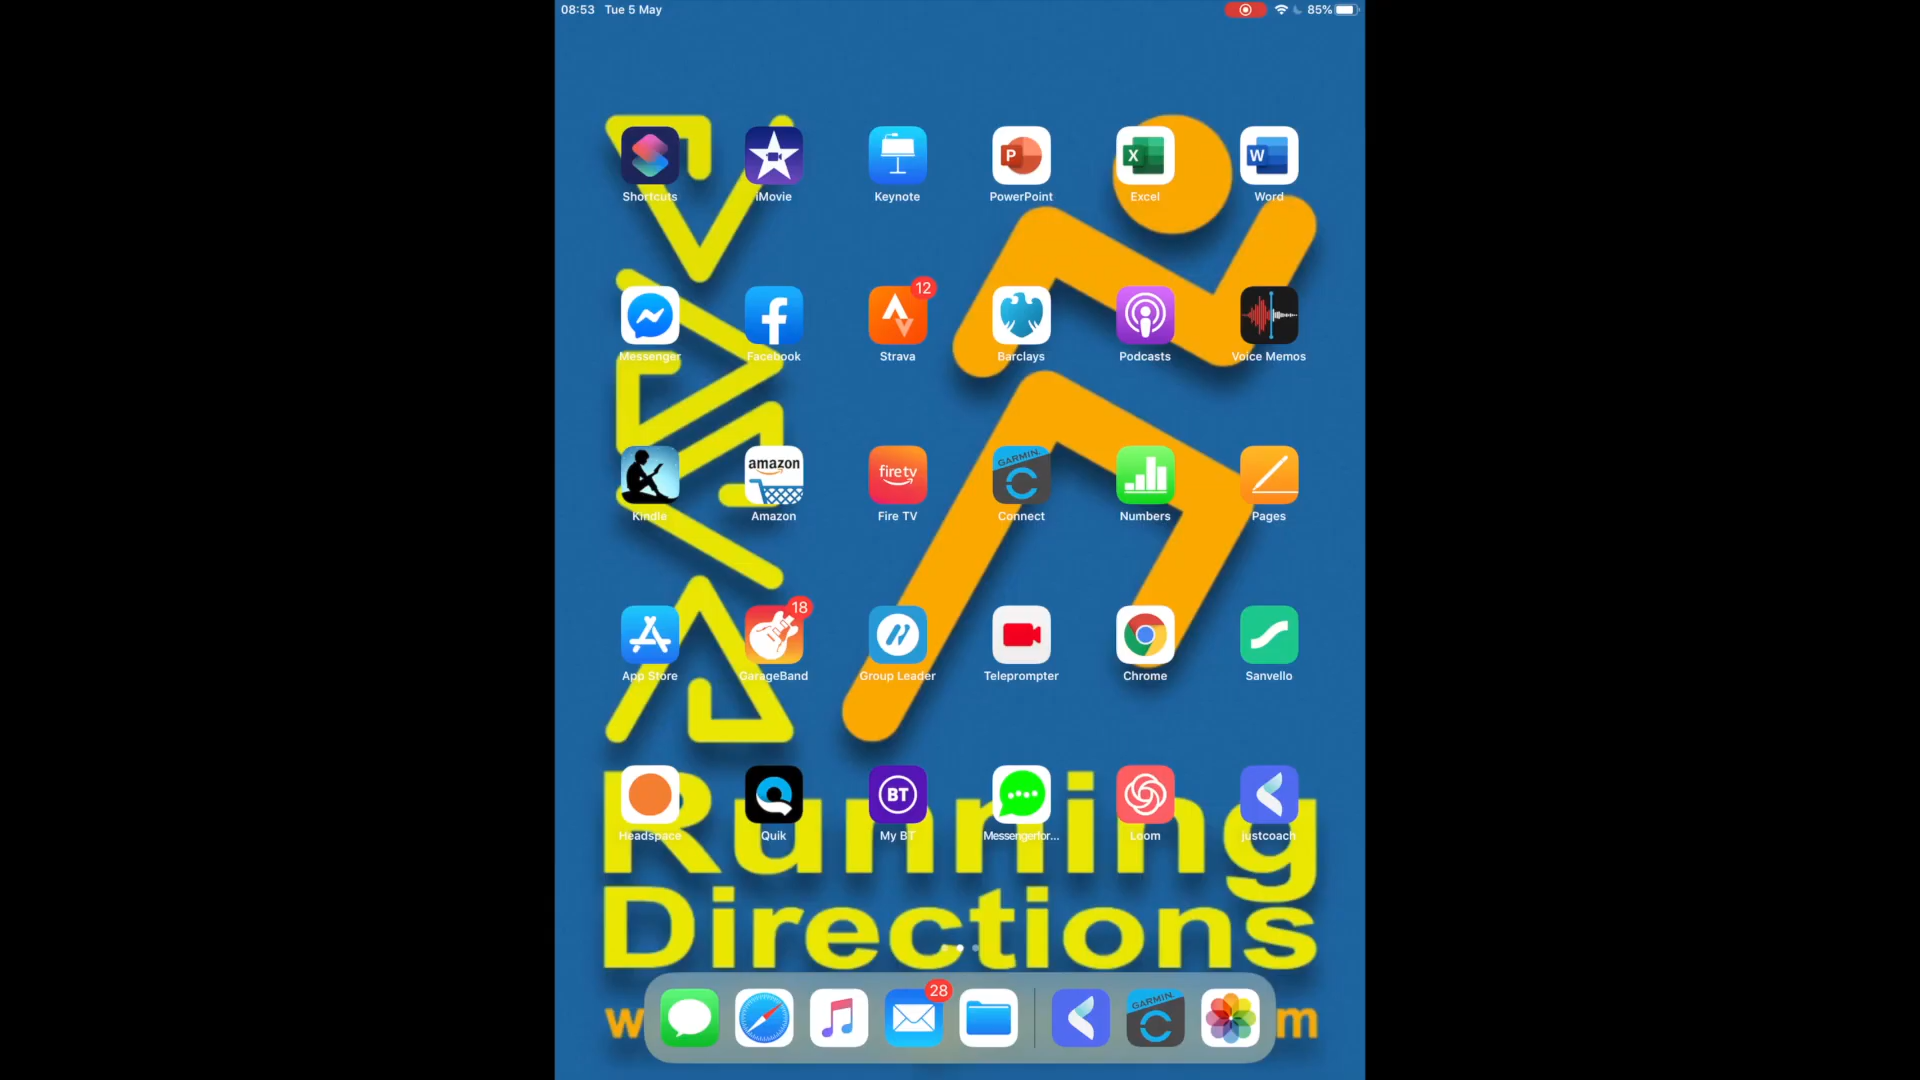 08:53 Tue 5 May
85%
Shortcuts
iMovie
Keynote
P
PowerPoint
X
Excel
W
Word
Messenger
Facebook
12
Strava
Barclays
Podcasts
Voice Memos
Kindle
amazon
Amazon
firetv
Fire TV
GARMIN.
Connect
Numbers
Pages
App Store
18
GarageBand
Group Leader
Teleprompter
Chrome
Sanvello
Headspace
Quik
BT
My BT
Messengerfor...
Loom
justcoach
Running
Directions
28
GARMIN.
w
m